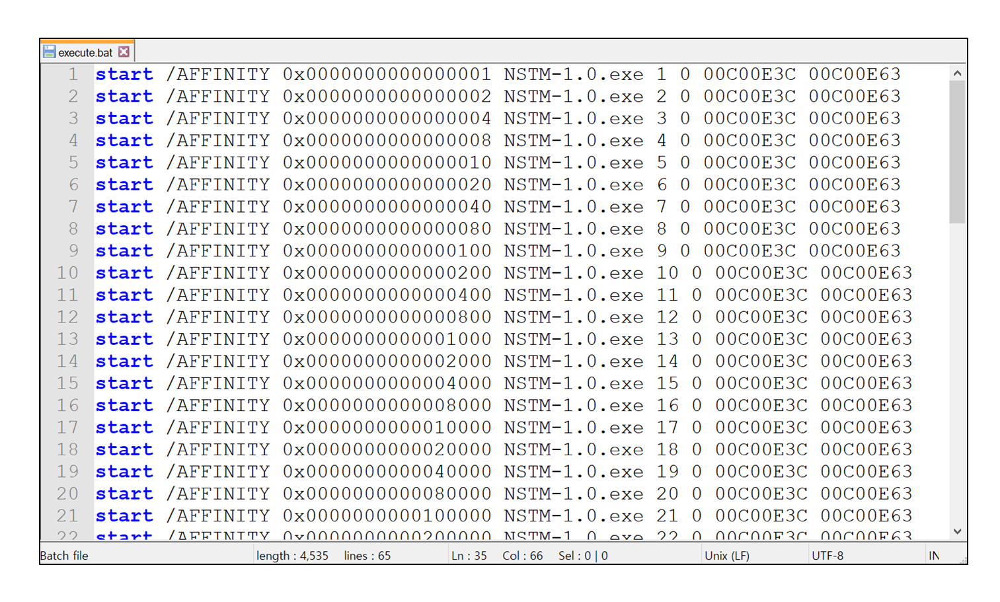 execute.bat
1 start /AFFINITY 0x0000000000000001 NSTM-1.0.exe 1 0 00C00E3C 00C00E63
2 start /AFFINITY 0x0000000000000002 NSTM-1.0.exe 2 0 00C00E3C 00C00E63
3 start /AFFINITY 0x0000000000000004 NSTM-1.0.exe 3 0 00C00E3C 00C00E63
4 start /AFFINITY 0x0000000000000008 NSTM-1.0.exe 4 0 00C00E3C 00C00E63
5 start /AFFINITY 0x0000000000000010 NSTM-1.0.exe 5 0 00C00E3C 00C00E63
6 start /AFFINITY 0x0000000000000020 NSTM-1.0.exe 6 0 00C00E3C 00C00E63
7 start /AFFINITY 0x0000000000000040 NSTM-1.0.exe 7 0 00C00E3C 00C00E63
8 start /AFFINITY 0x0000000000000080 NSTM-1.0.exe 8 0 00C00E3C 00C00E63
9 start /AFFINITY 0x0000000000000100 NSTM-1.0.exe 9 0 00C00E3C 00C00E63
10 start /AFFINITY 0x0000000000000200 NSTM-1.0.exe 10 0 00C00E3C 00C00E63
11 start /AFFINITY 0x0000000000000400 NSTM-1.0.exe 11 0 00C00E3C 00C00E63
12 start /AFFINITY 0x0000000000000800 NSTM-1.0.exe 12 0 00C00E3C 00C00E63
13 start /AFFINITY 0x0000000000001000 NSTM-1.0.exe 13 0 00C00E3C 00C00E63
14 start /AFFINITY 0x0000000000002000 NSTM-1.0.exe 14 0 00C00E3C 00C00E63
15 start /AFFINITY 0x0000000000004000 NSTM-1.0.exe 15 0 00C00E3C 00C00E63
16 start /AFFINITY 0x0000000000008000 NSTM-1.0.exe 16 0 00C00E3C 00C00E63
17 start /AFFINITY 0x0000000000010000 NSTM-1.0.exe 17 0 00C00E3C 00C00E63
18 start /AFFINITY 0x0000000000020000 NSTM-1.0.exe 18 0 00C00E3C 00C00E63
19 start /AFFINITY 0x0000000000040000 NSTM-1.0.exe 19 0 00C00E3C 00C00E63
20 start /AFFINITY 0x0000000000080000 NSTM-1.0.exe 20 0 00C00E3C 00C00E63
21 start /AFFINITY 0x0000000000100000 NSTM-1.0.exe 21 0 00C00E3C 00C00E63
22 start /AFFINITY 0x0000000000200000 NSTM-1.0.exe 22 0 00C00E3C 00C00E63
Batch file length : 4,535 lines : 65 Ln : 35 Col : 66 Sel : 0 | 0 Unix (LF) UTF-8 IN